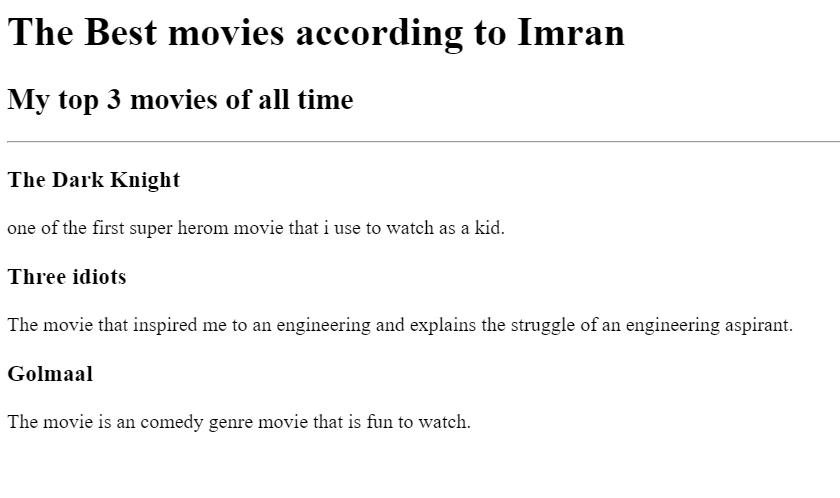 The Best movies according to Imran
My top 3 movies of all time
The Dark Knight
one of the first super herom movie that i use to watch as a kid.
Three idiots
The movie that inspired me to an engineering and explains the struggle of an engineering aspirant.
Golmaal
The movie is an comedy genre movie that is fun to watch.